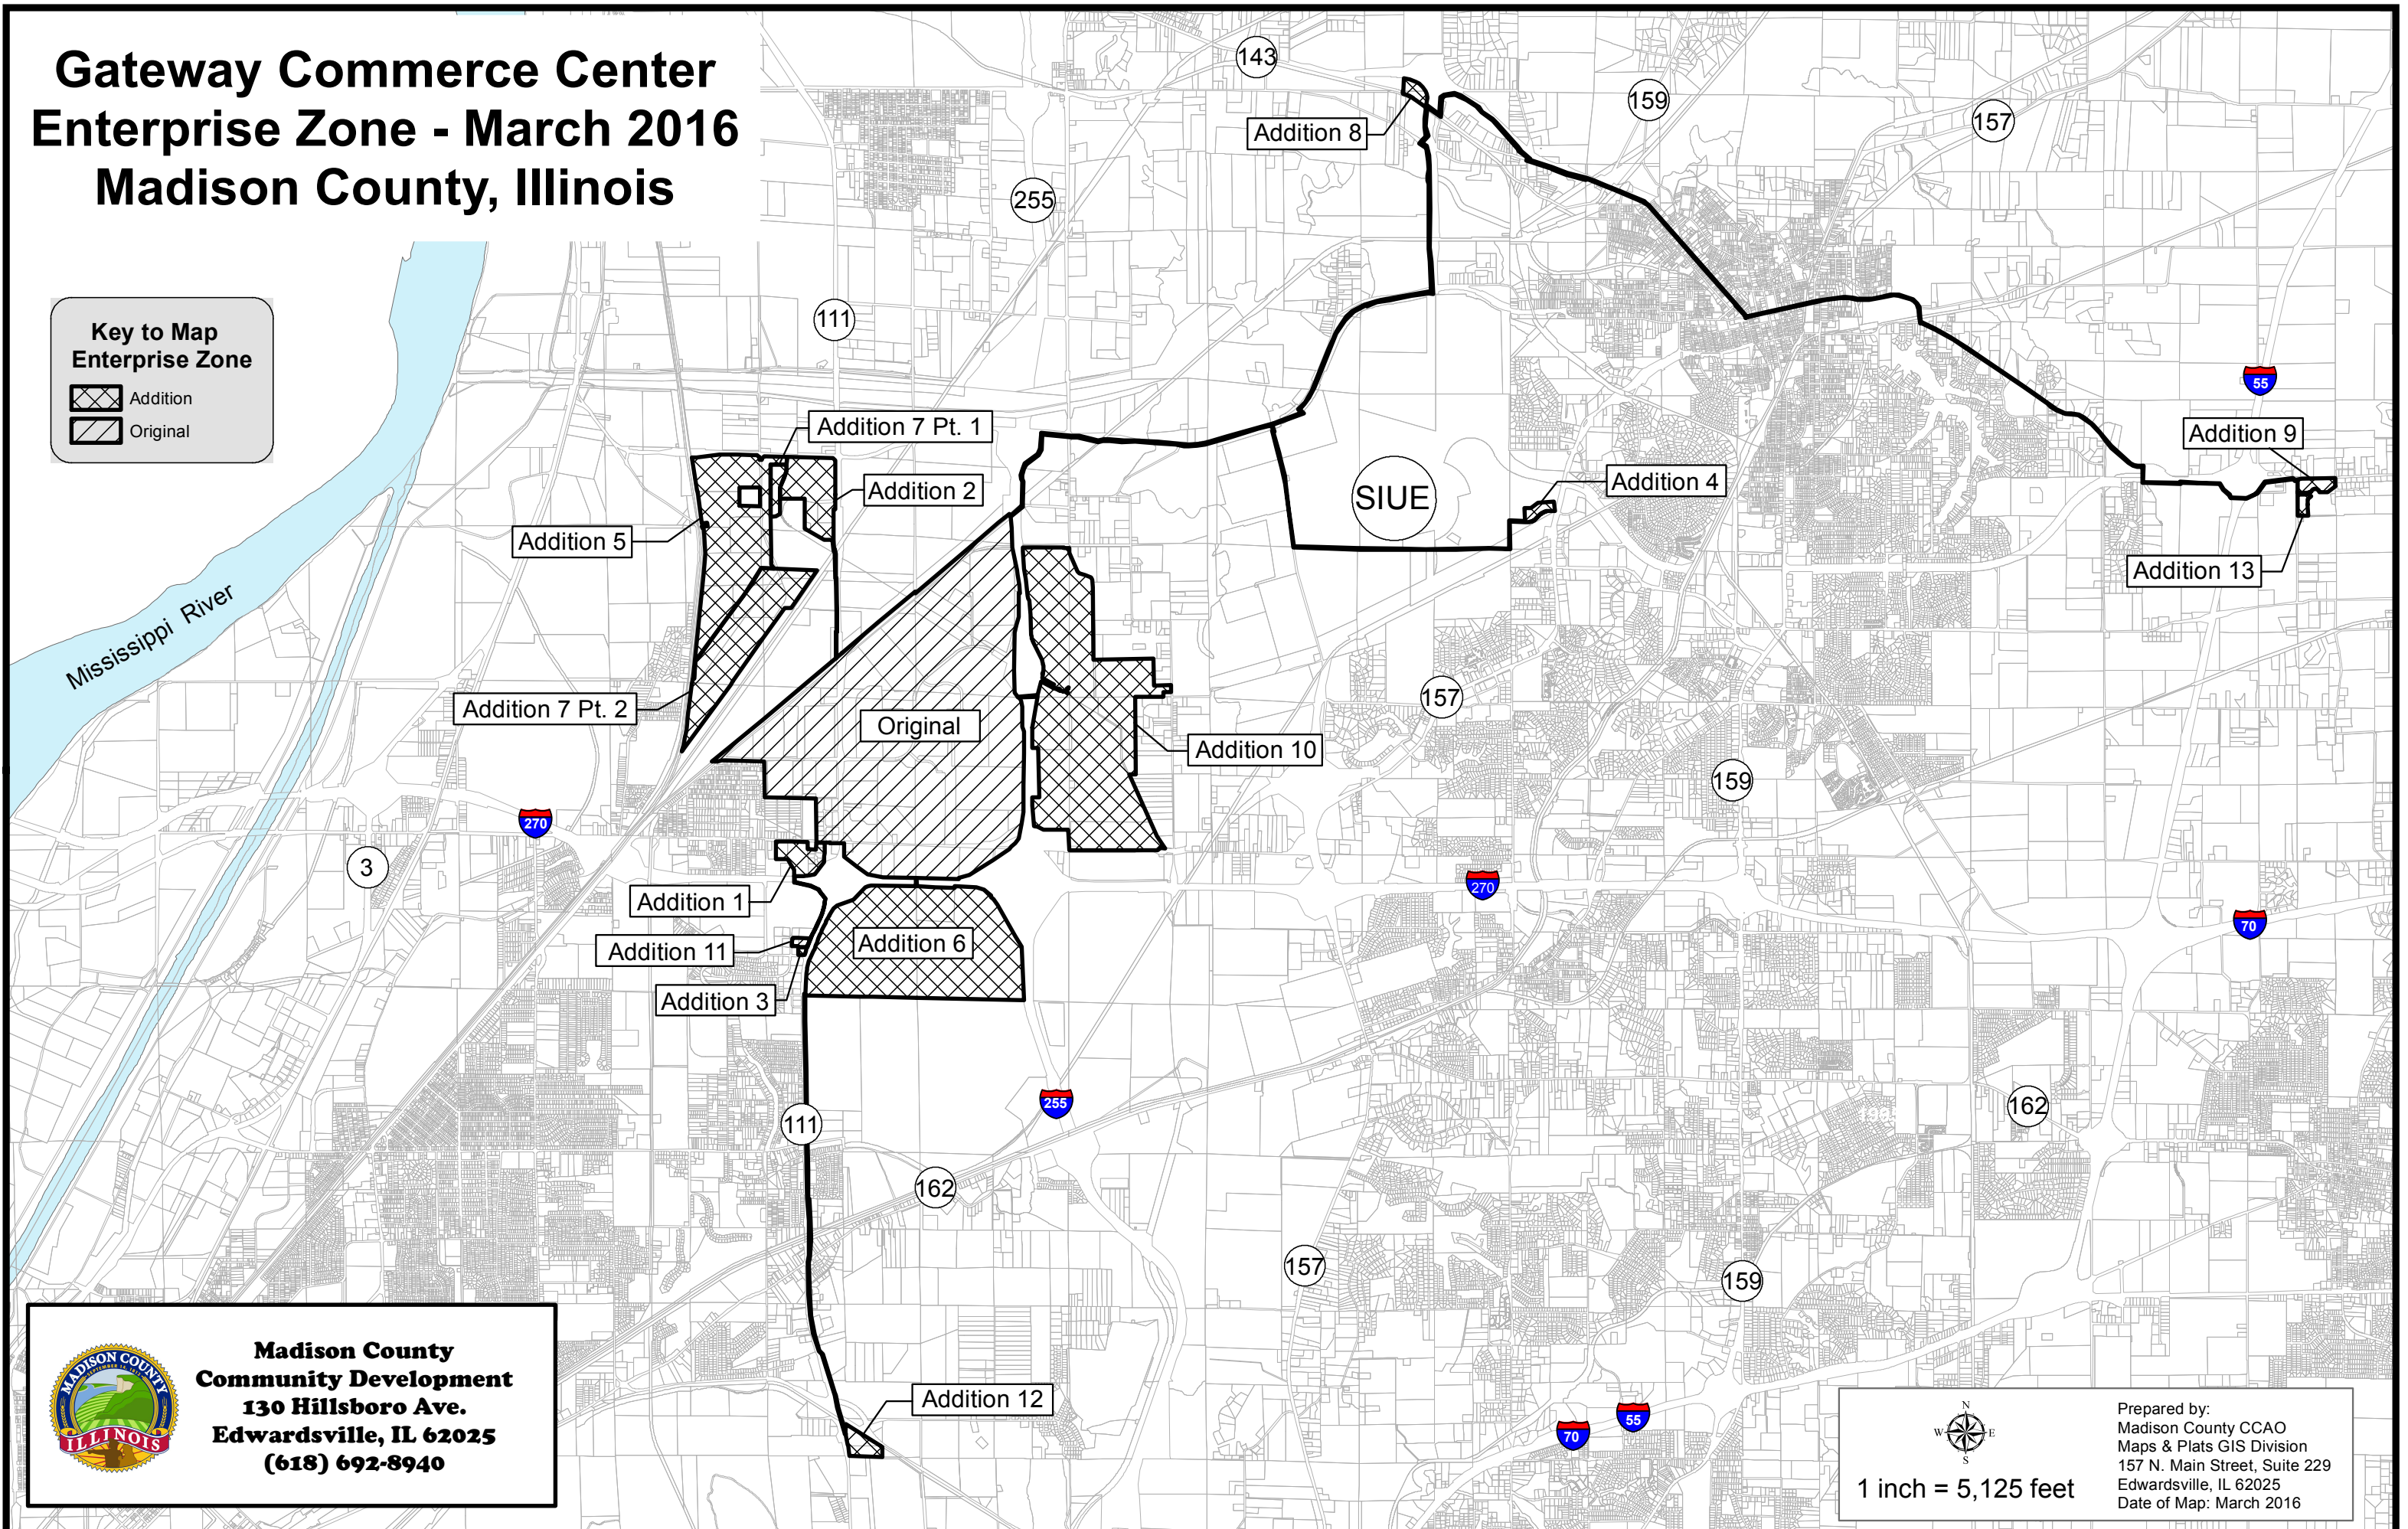 Gateway Commerce Center
Enterprise Zone - March 2016
Madison County, Illinois
Key to Map
Enterprise Zone
Addition
Original
143
159
157
255
111
Addition 8
55
Addition 9
Addition 13
Addition 7 Pt. 1
Addition 2
Addition 5
SIUE
Addition 4
Mississippi River
Addition 7 Pt. 2
Original
Addition 10
157
159
270
3
270
70
Addition 1
Addition 11
Addition 6
Addition 3
255
111
162
162
157
159
Addition 12
55
70
MADISON COUNTY
ILLINOIS
Madison County
Community Development
130 Hillsboro Ave.
Edwardsville, IL 62025
(618) 692-8940
N
W
E
S
1 inch = 5,125 feet
Prepared by:
Madison County CCAO
Maps & Plats GIS Division
157 N. Main Street, Suite 229
Edwardsville, IL 62025
Date of Map: March 2016